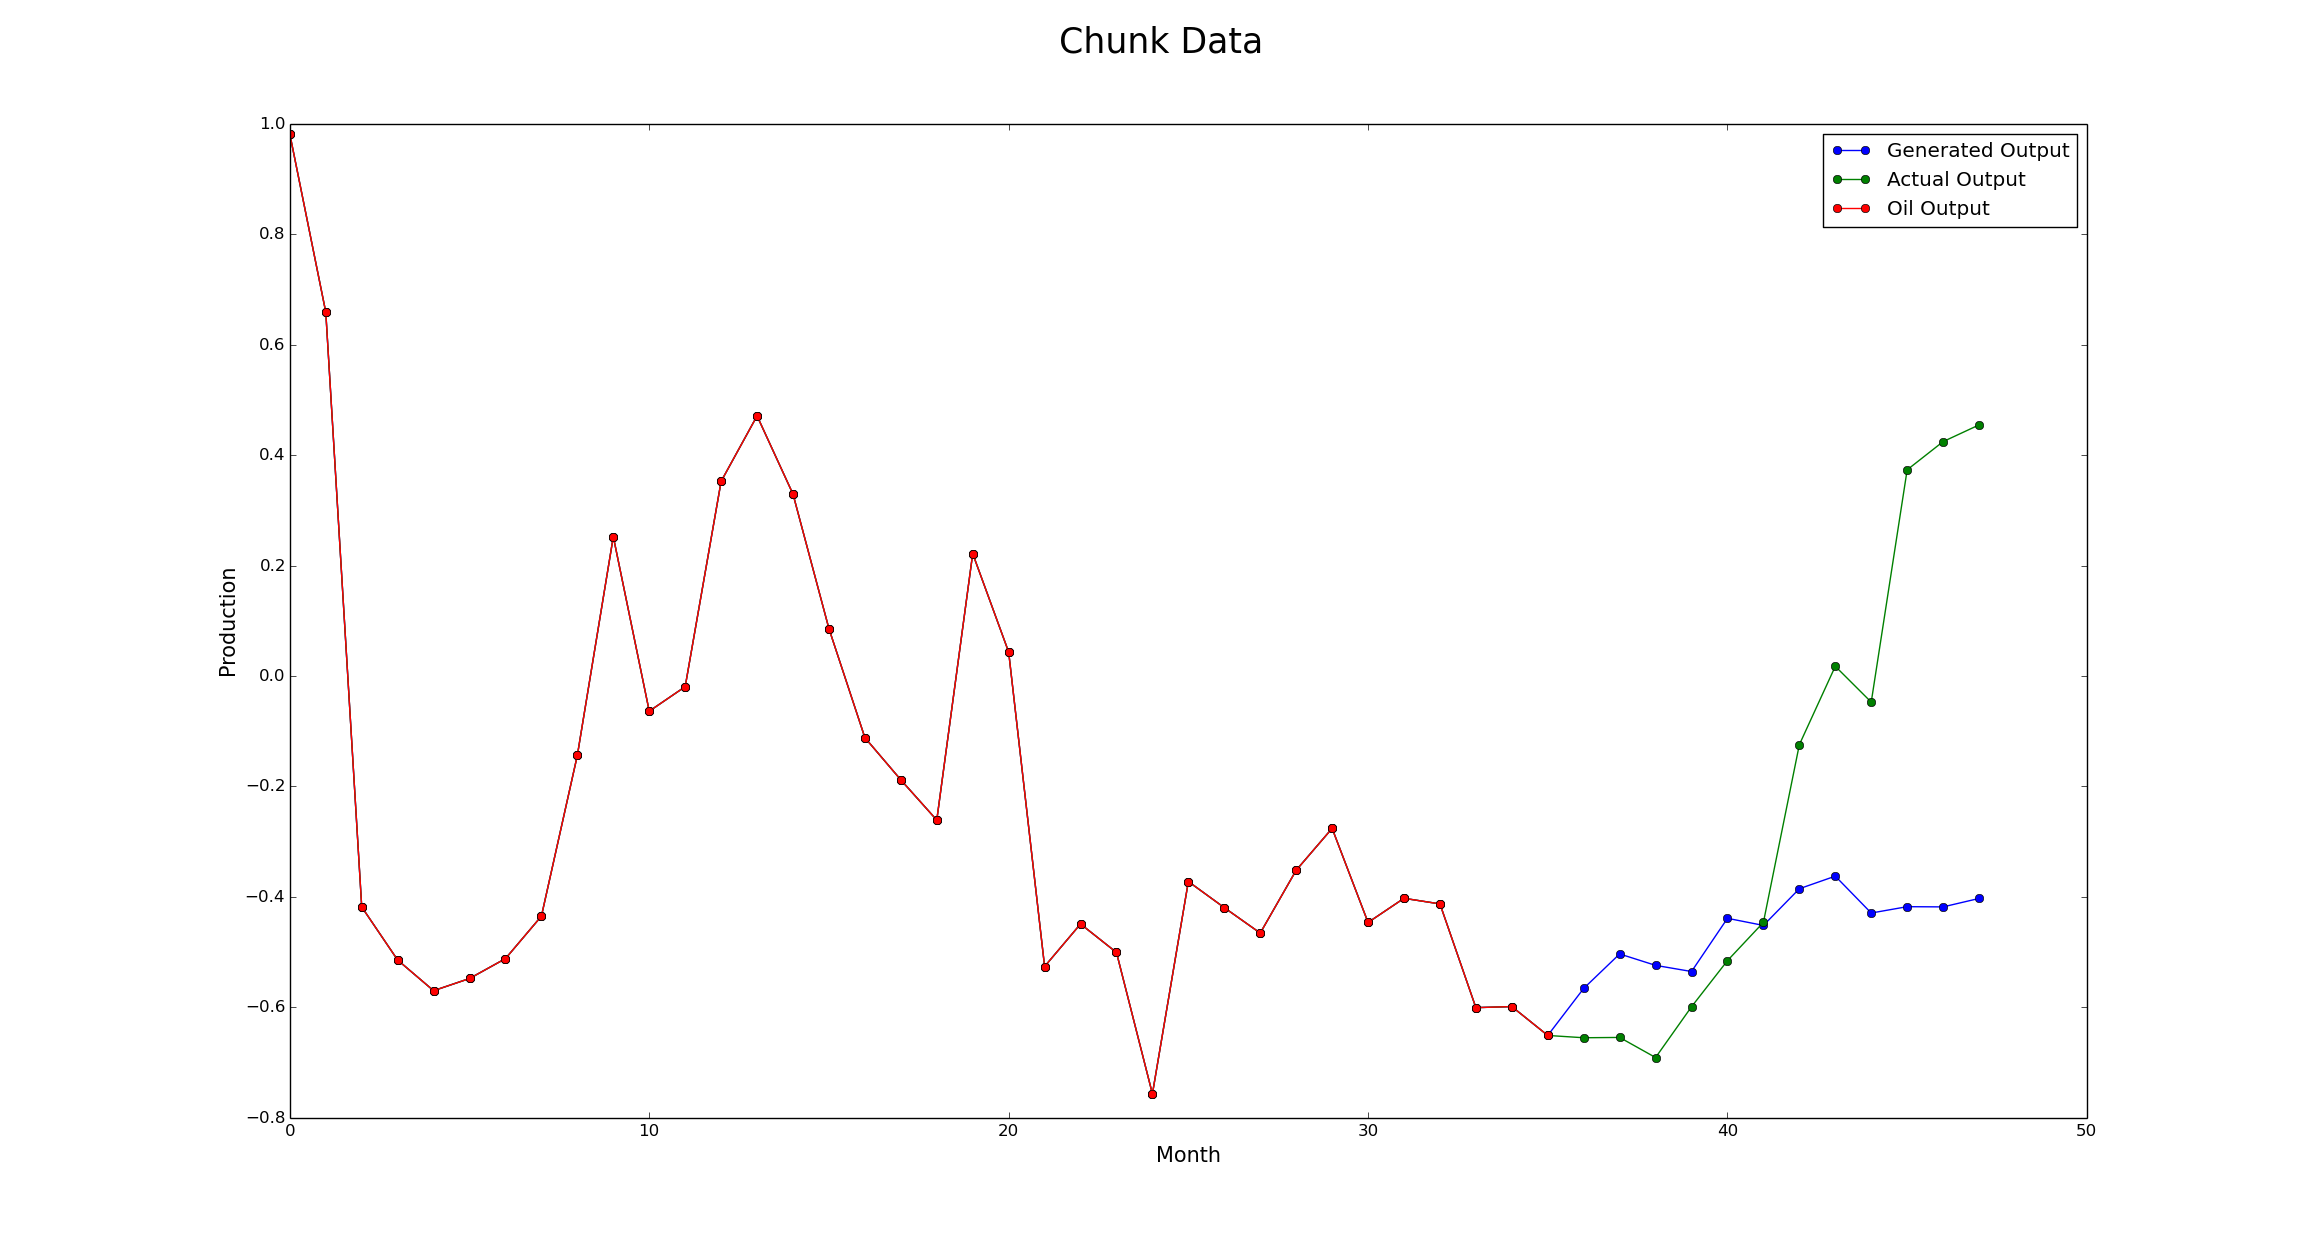 Chunk Data
1.0
0.8
0.6
0.4
0.2
0.0
−0.2
−0.4
−0.6
−0.8
Production
0 10 20 30 40 50
Month
Generated Output
Actual Output
Oil Output